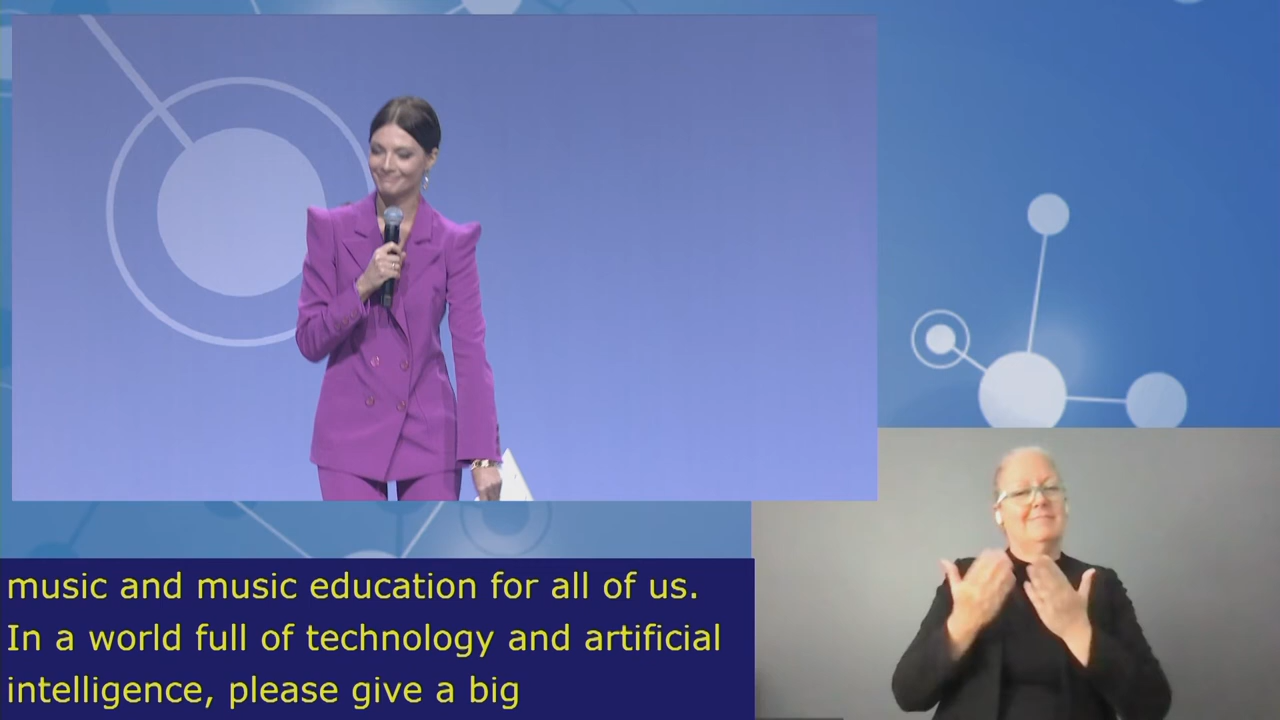 music and music education for all of us.
In a world full of technology and artificial
intelligence, please give a big